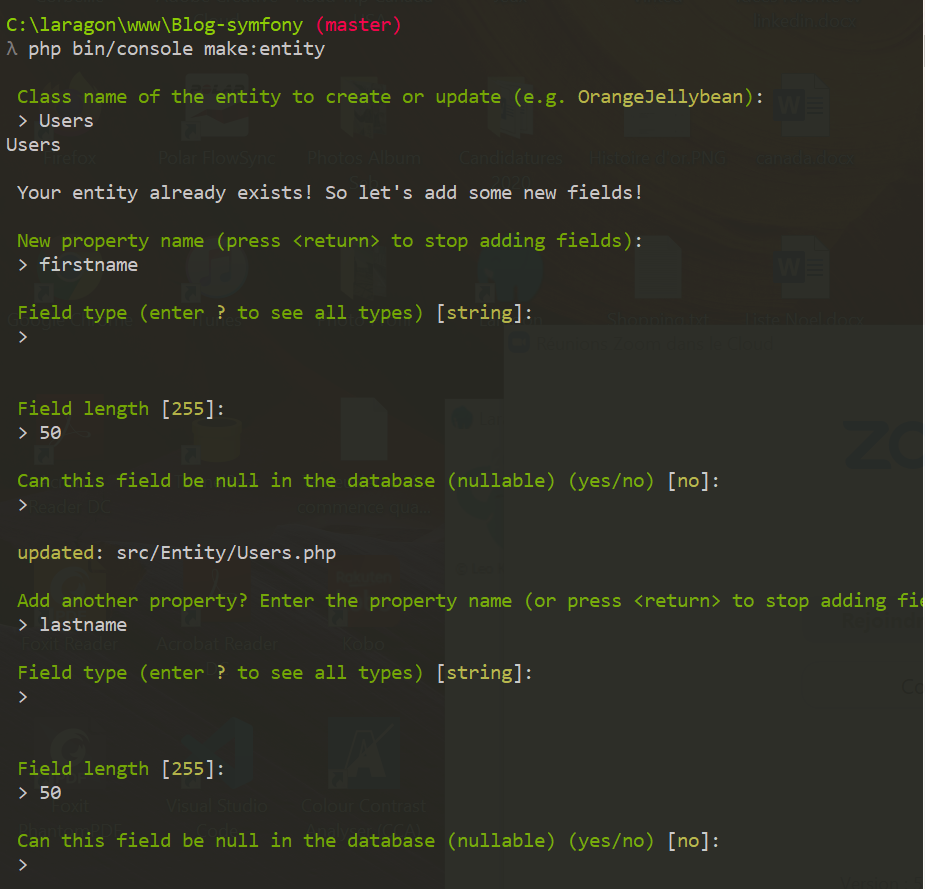 C:\laragon\www\Blog-symfony (master)
λ php bin/console make:entity
Class name of the entity to create or update (e.g. OrangeJellybean):
> Users
Users
Your entity already exists! So let's add some new fields!
New property name (press <return> to stop adding fields):
> firstname
Field type (enter ? to see all types) [string]:
>
Field length [255]:
> 50
Can this field be null in the database (nullable) (yes/no) [no]:
>
updated: src/Entity/Users.php
Add another property? Enter the property name (or press <return> to stop adding fie
> lastname
Field type (enter ? to see all types) [string]:
>
Field length [255]:
> 50
Can this field be null in the database (nullable) (yes/no) [no]:
>